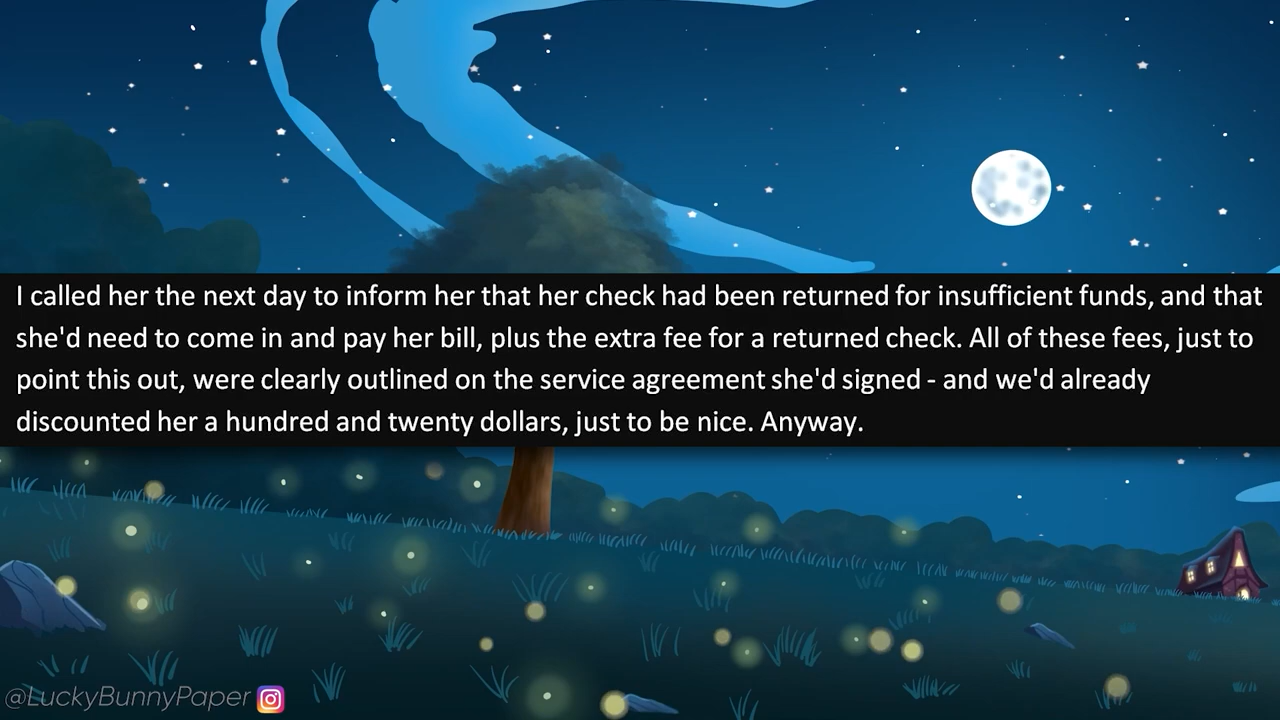 I called her the next day to inform her that her check had been returned for insufficient funds, and that
she'd need to come in and pay her bill, plus the extra fee for a returned check. All of these fees, just to
point this out, were clearly outlined on the service agreement she'd signed - and we'd already
discounted her a hundred and twenty dollars, just to be nice. Anyway.
@LuckyBunnyPaper